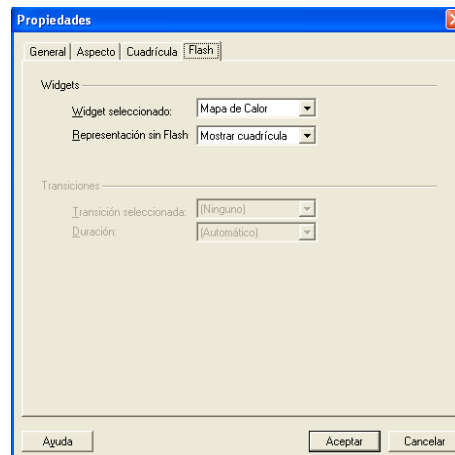 Propiedades
General Aspecto Cuadrícula Flash
Widgets
Widget seleccionado: Mapa de Calor
Representación sin Flash Mostrar cuadrícula
Transiciones
Transición seleccionada: (Ninguno)
Duración: (Automático)
Ayuda Aceptar Cancelar